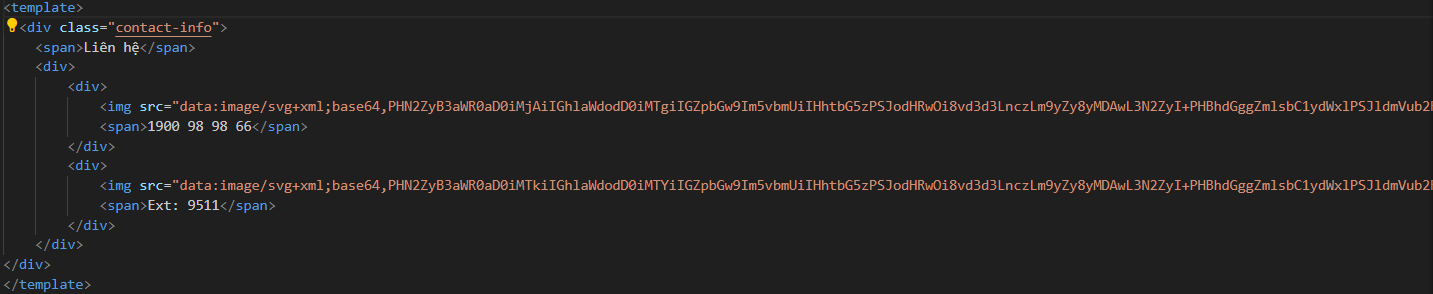 <template>
<div class="contact-info">
<span>Liên hệ</span>
<div>
<div>
<img src="data:image/svg+xml;base64,PHN2ZyB3aWR0aD0iMjAiIGhlaWdodD0iMTgiIGZpbGw9Im5vbmUiIHhtbG5zPSJodHRwOi8vd3d3LnczLm9yZy8yMDAwL3N2ZyI+PHBhdGggZmlsbC1ydWxlPSJldmVub2
<span>1900 98 98 66</span>
</div>
<div>
<img src="data:image/svg+xml;base64,PHN2ZyB3aWR0aD0iMTkiIGhlaWdodD0iMTYiIGZpbGw9Im5vbmUiIHhtbG5zPSJodHRwOi8vd3d3LnczLm9yZy8yMDAwL3N2ZyI+PHBhdGggZmlsbC1ydWxlPSJldmVub2
<span>Ext: 9511</span>
</div>
</div>
</div>
</template>